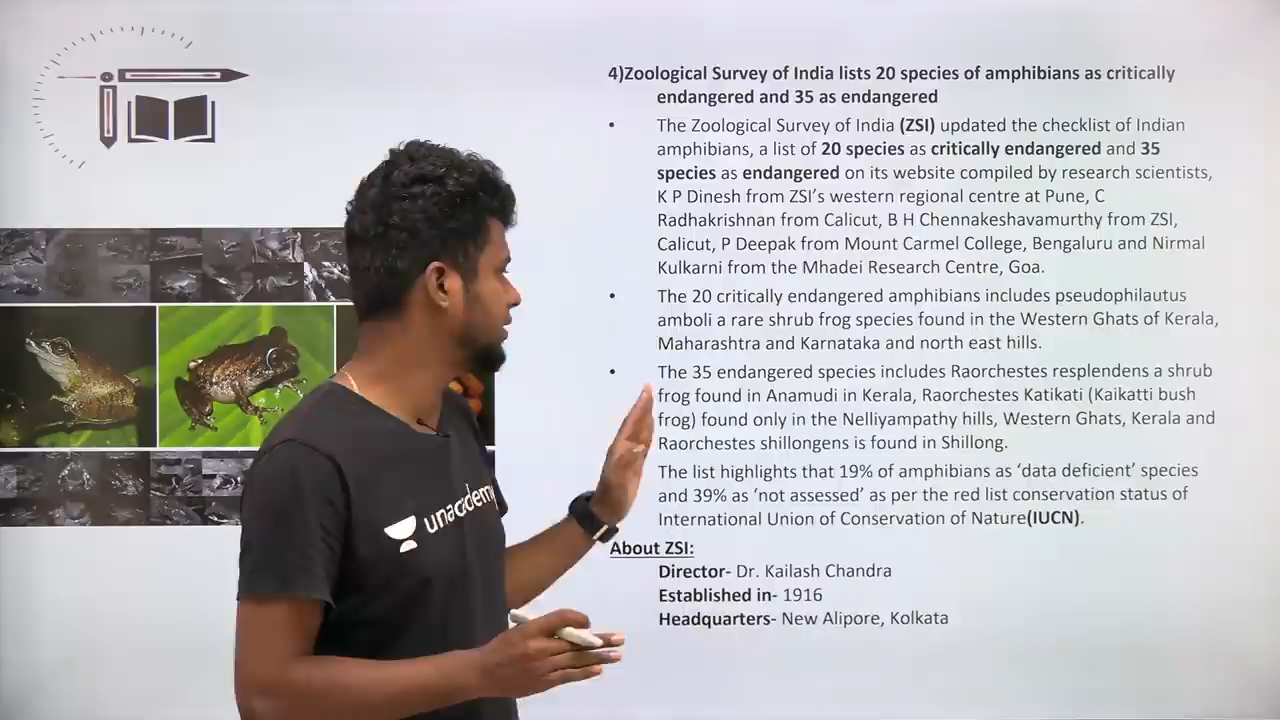 4)Zoological Survey of India lists 20 species of amphibians as critically
endangered and 35 as endangered
• The Zoological Survey of India (ZSI) updated the checklist of Indian
amphibians, a list of 20 species as critically endangered and 35
species as endangered on its website compiled by research scientists,
K P Dinesh from ZSI's western regional centre at Pune, C
Radhakrishnan from Calicut, B H Chennakeshavamurthy from ZSI,
Calicut, P Deepak from Mount Carmel College, Bengaluru and Nirmal
Kulkarni from the Mhadei Research Centre, Goa.
• The 20 critically endangered amphibians includes pseudophilautus
amboli a rare shrub frog species found in the Western Ghats of Kerala,
Maharashtra and Karnataka and north east hills.
• The 35 endangered species includes Raorchestes resplendens a shrub
frog found in Anamudi in Kerala, Raorchestes Katikati (Kaikatti bush
frog) found only in the Nelliyampathy hills, Western Ghats, Kerala and
Raorchestes shillongens is found in Shillong.
The list highlights that 19% of amphibians as 'data deficient' species
and 39% as 'not assessed' as per the red list conservation status of
International Union of Conservation of Nature(IUCN).
About ZSI:
Director- Dr. Kailash Chandra
Established in- 1916
Headquarters- New Alipore, Kolkata
unacademy